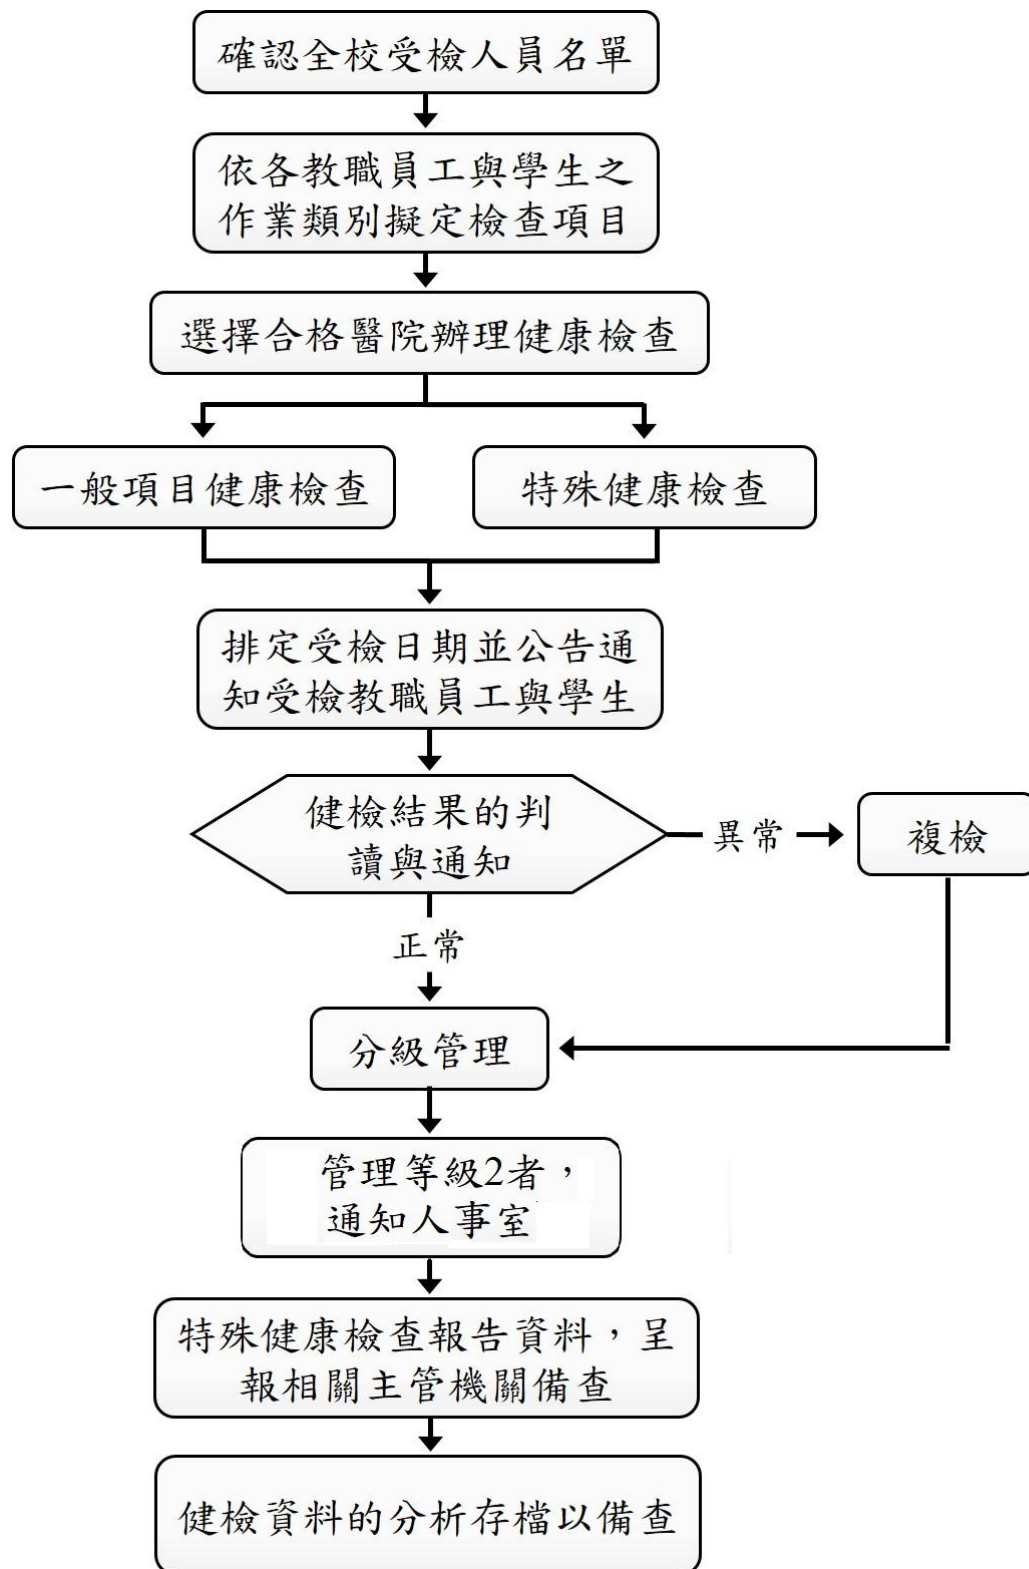 確認全校受檢人員名單
依各教職員工與學生之
作業類別擬定檢查項目
選擇合格醫院辦理健康檢查
一般項目健康檢查
特殊健康檢查
排定受檢日期並公告通
知受檢教職員工與學生
健檢結果的判
讀與通知
異常
複檢
正常
分級管理
管理等級2者，
通知人事室
特殊健康檢查報告資料，呈
報相關主管機關備查
健檢資料的分析存檔以備查